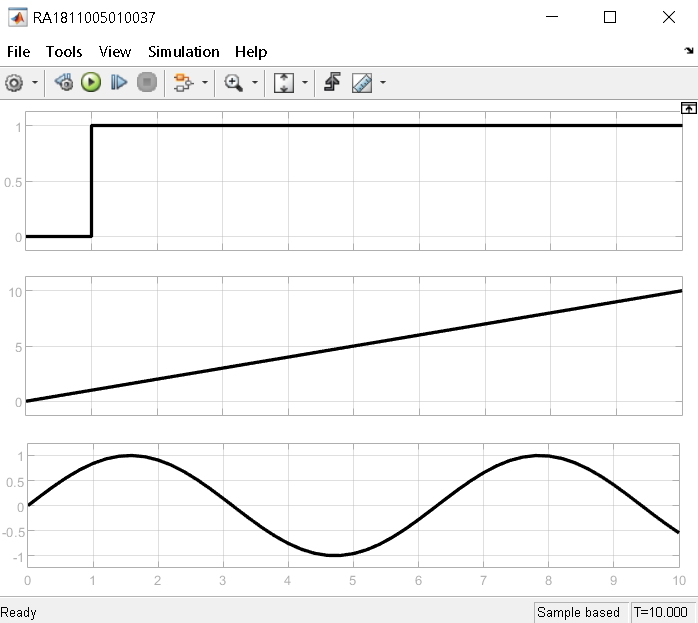 RA1811005010037
File Tools View Simulation Help
1
0.5
0
10
5
0
1
0.5
0
-0.5
-1
0 1 2 3 4 5 6 7 8 9 10
Ready Sample based T=10.000